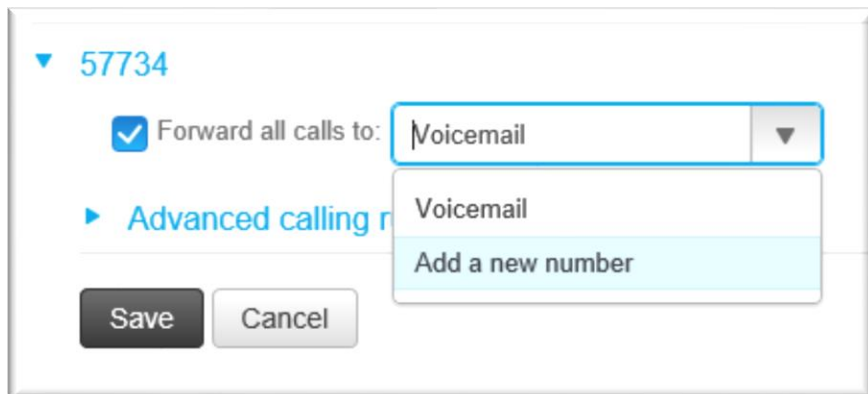 57734
Forward all calls to: Voicemail
Voicemail
Advanced calling
Add a new number
Save Cancel